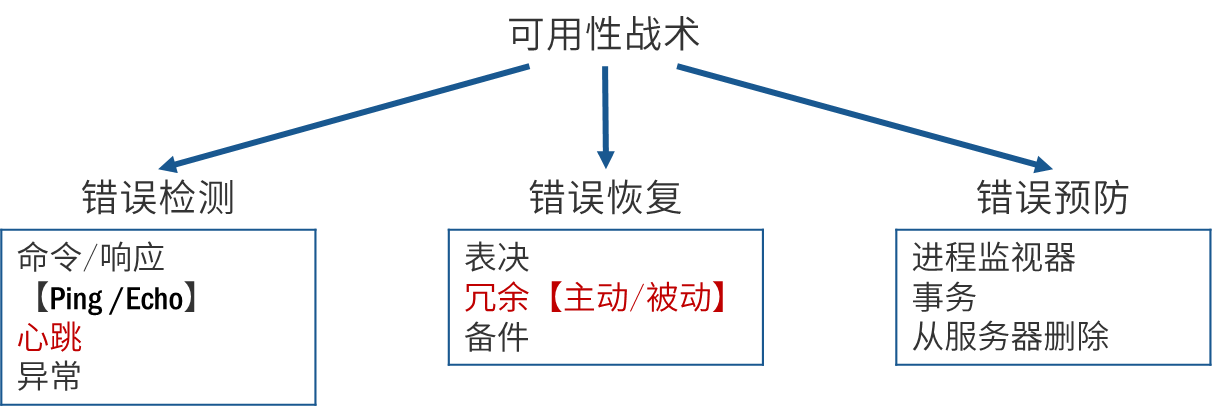 可用性战术
错误检测
命令/响应
【Ping /Echo】
心跳
异常
错误恢复
表决
冗余【主动/被动】
备件
错误预防
进程监视器
事务
从服务器删除